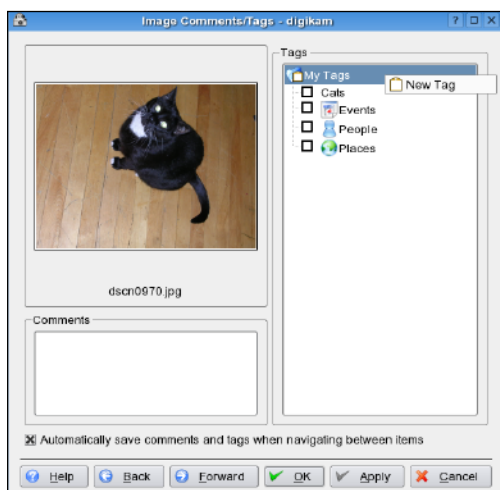 Image Comments/Tags - digikam
Tags
My Tags
New Tag
Cats
Events
People
Places
dscn0970.jpg
Comments
Automatically save comments and tags when navigating between items
Help
Back
Forward
OK
Apply
Cancel